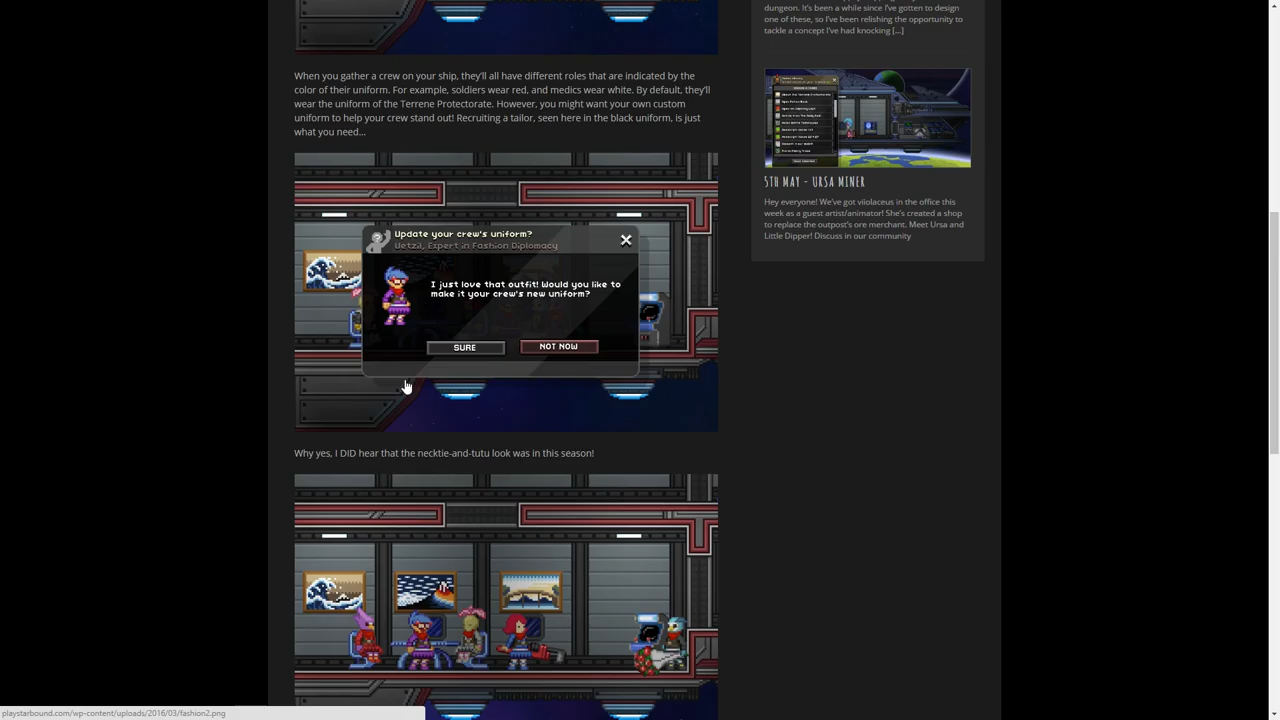 dungeon. It's been a while since I've gotten to design
one of these, so I've been relishing the opportunity to
tackle a concept I've had knocking [...]
When you gather a crew on your ship, they'll all have different roles that are indicated by the
color of their uniform. For example, soldiers wear red, and medics wear white. By default, they'll
wear the uniform of the Terrene Protectorate. However, you might want your own custom
uniform to help your crew stand out! Recruiting a tailor, seen here in the black uniform, is just
what you need...
5TH MAY - URSA MINER
Hey everyone! We've got viiolaceus in the office this
week as a guest artist/animator! She's created a shop
to replace the outpost's ore merchant. Meet Ursa and
Little Dipper! Discuss in our community
Update your crew's uniform?
Uetzil, Expert in Fashion Diplomacy
I just love that outfit! Would you like to
make it your crew's new uniform?
SURE
NOT NOW
Why yes, I DID hear that the necktie-and-tutu look was in this season!
playstarbound.com/wp-content/uploads/2016/03/fashion2.png